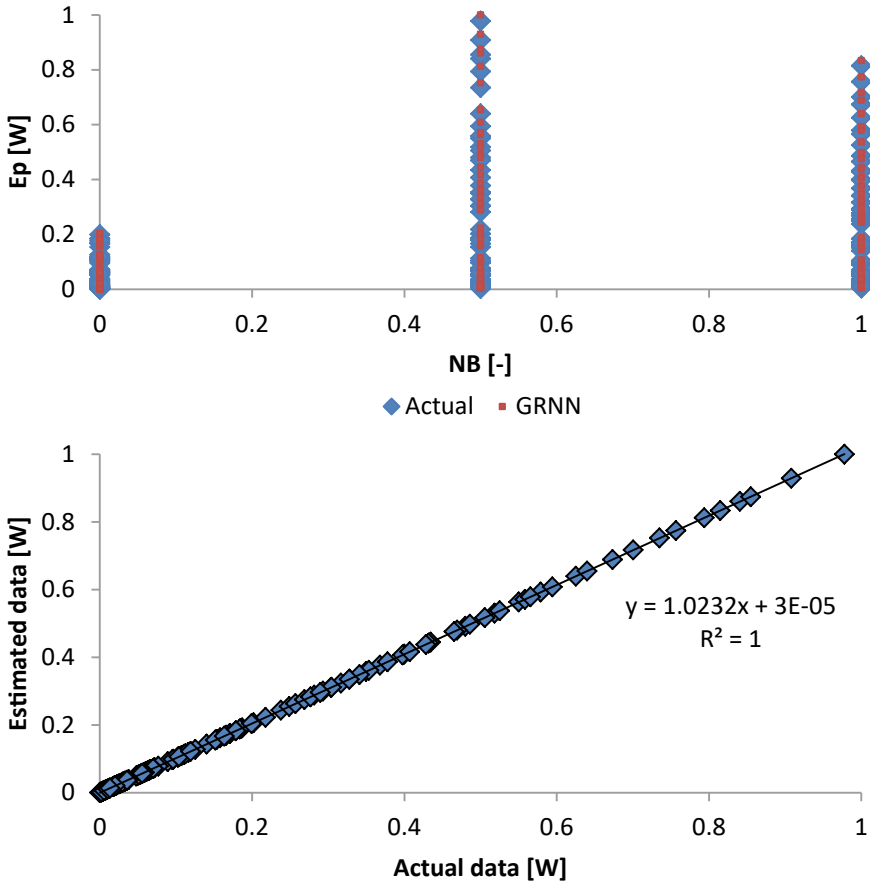 Ep [W]
1
0.8
0.6
0.4
0.2
0
0 0.2 0.4 0.6 0.8 1
NB [-]
Actual GRNN
Estimated data [W]
1
0.8
0.6
0.4
0.2
0
y = 1.0232x + 3E-05
R² = 1
0 0.2 0.4 0.6 0.8 1
Actual data [W]